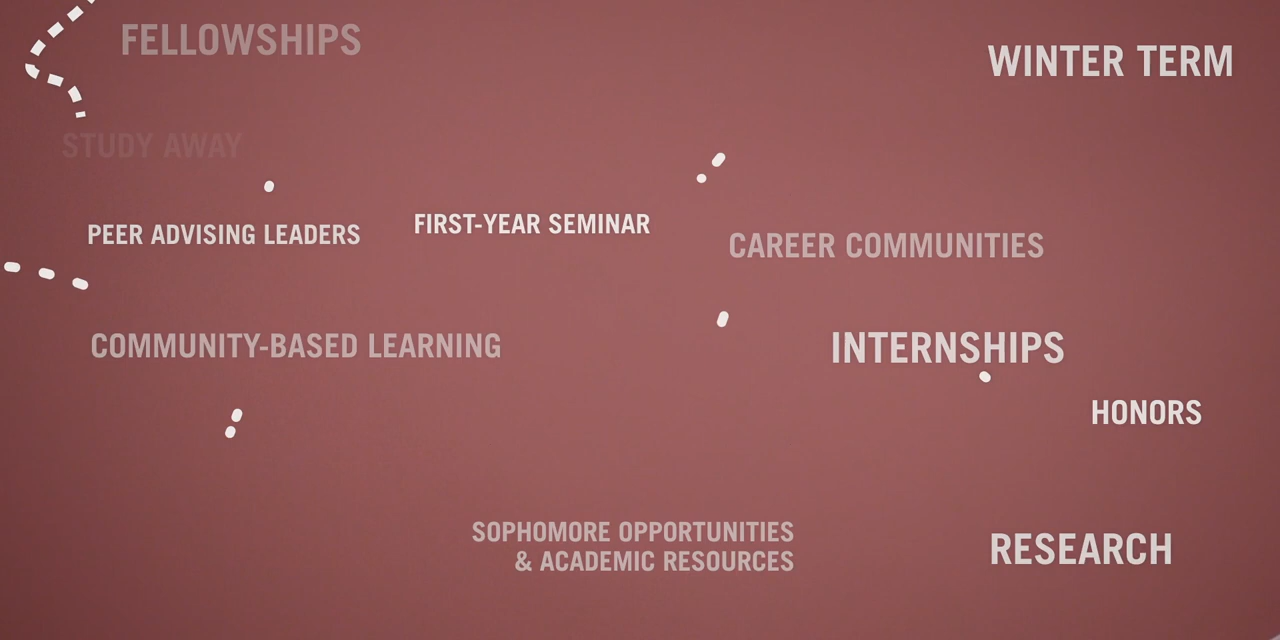 FELLOWSHIPS
WINTER TERM
STUDY AWAY
PEER ADVISING LEADERS
FIRST-YEAR SEMINAR
CAREER COMMUNITIES
COMMUNITY-BASED LEARNING
INTERNSHIPS
HONORS
SOPHOMORE OPPORTUNITIES
& ACADEMIC RESOURCES
RESEARCH